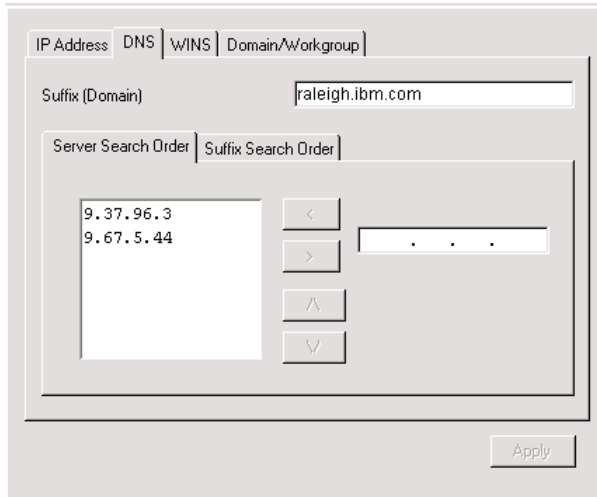 IP Address DNS WINS Domain/Workgroup
Suffix (Domain) raleigh.ibm.com
Server Search Order Suffix Search Order
9.37.96.3
9.67.5.44
<
. . .
>
/\
\/
Apply